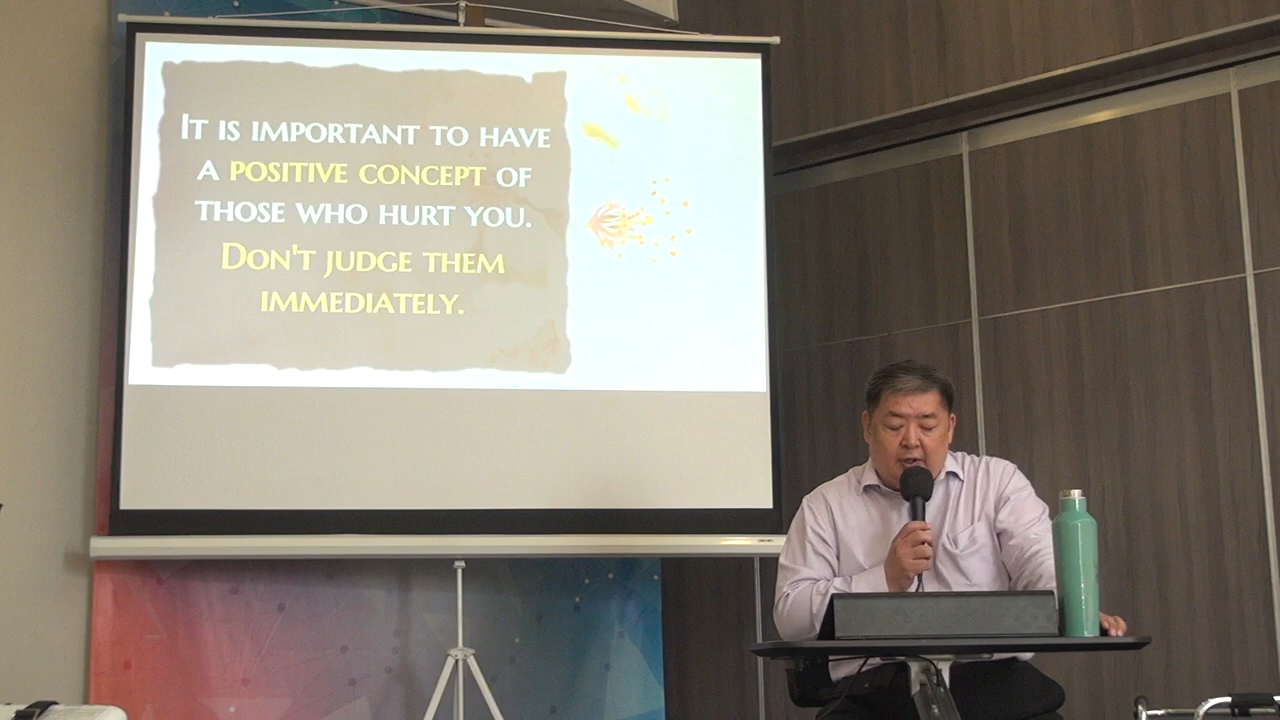 It is important to have
a positive concept of
those who hurt you.
Don't judge them
immediately.